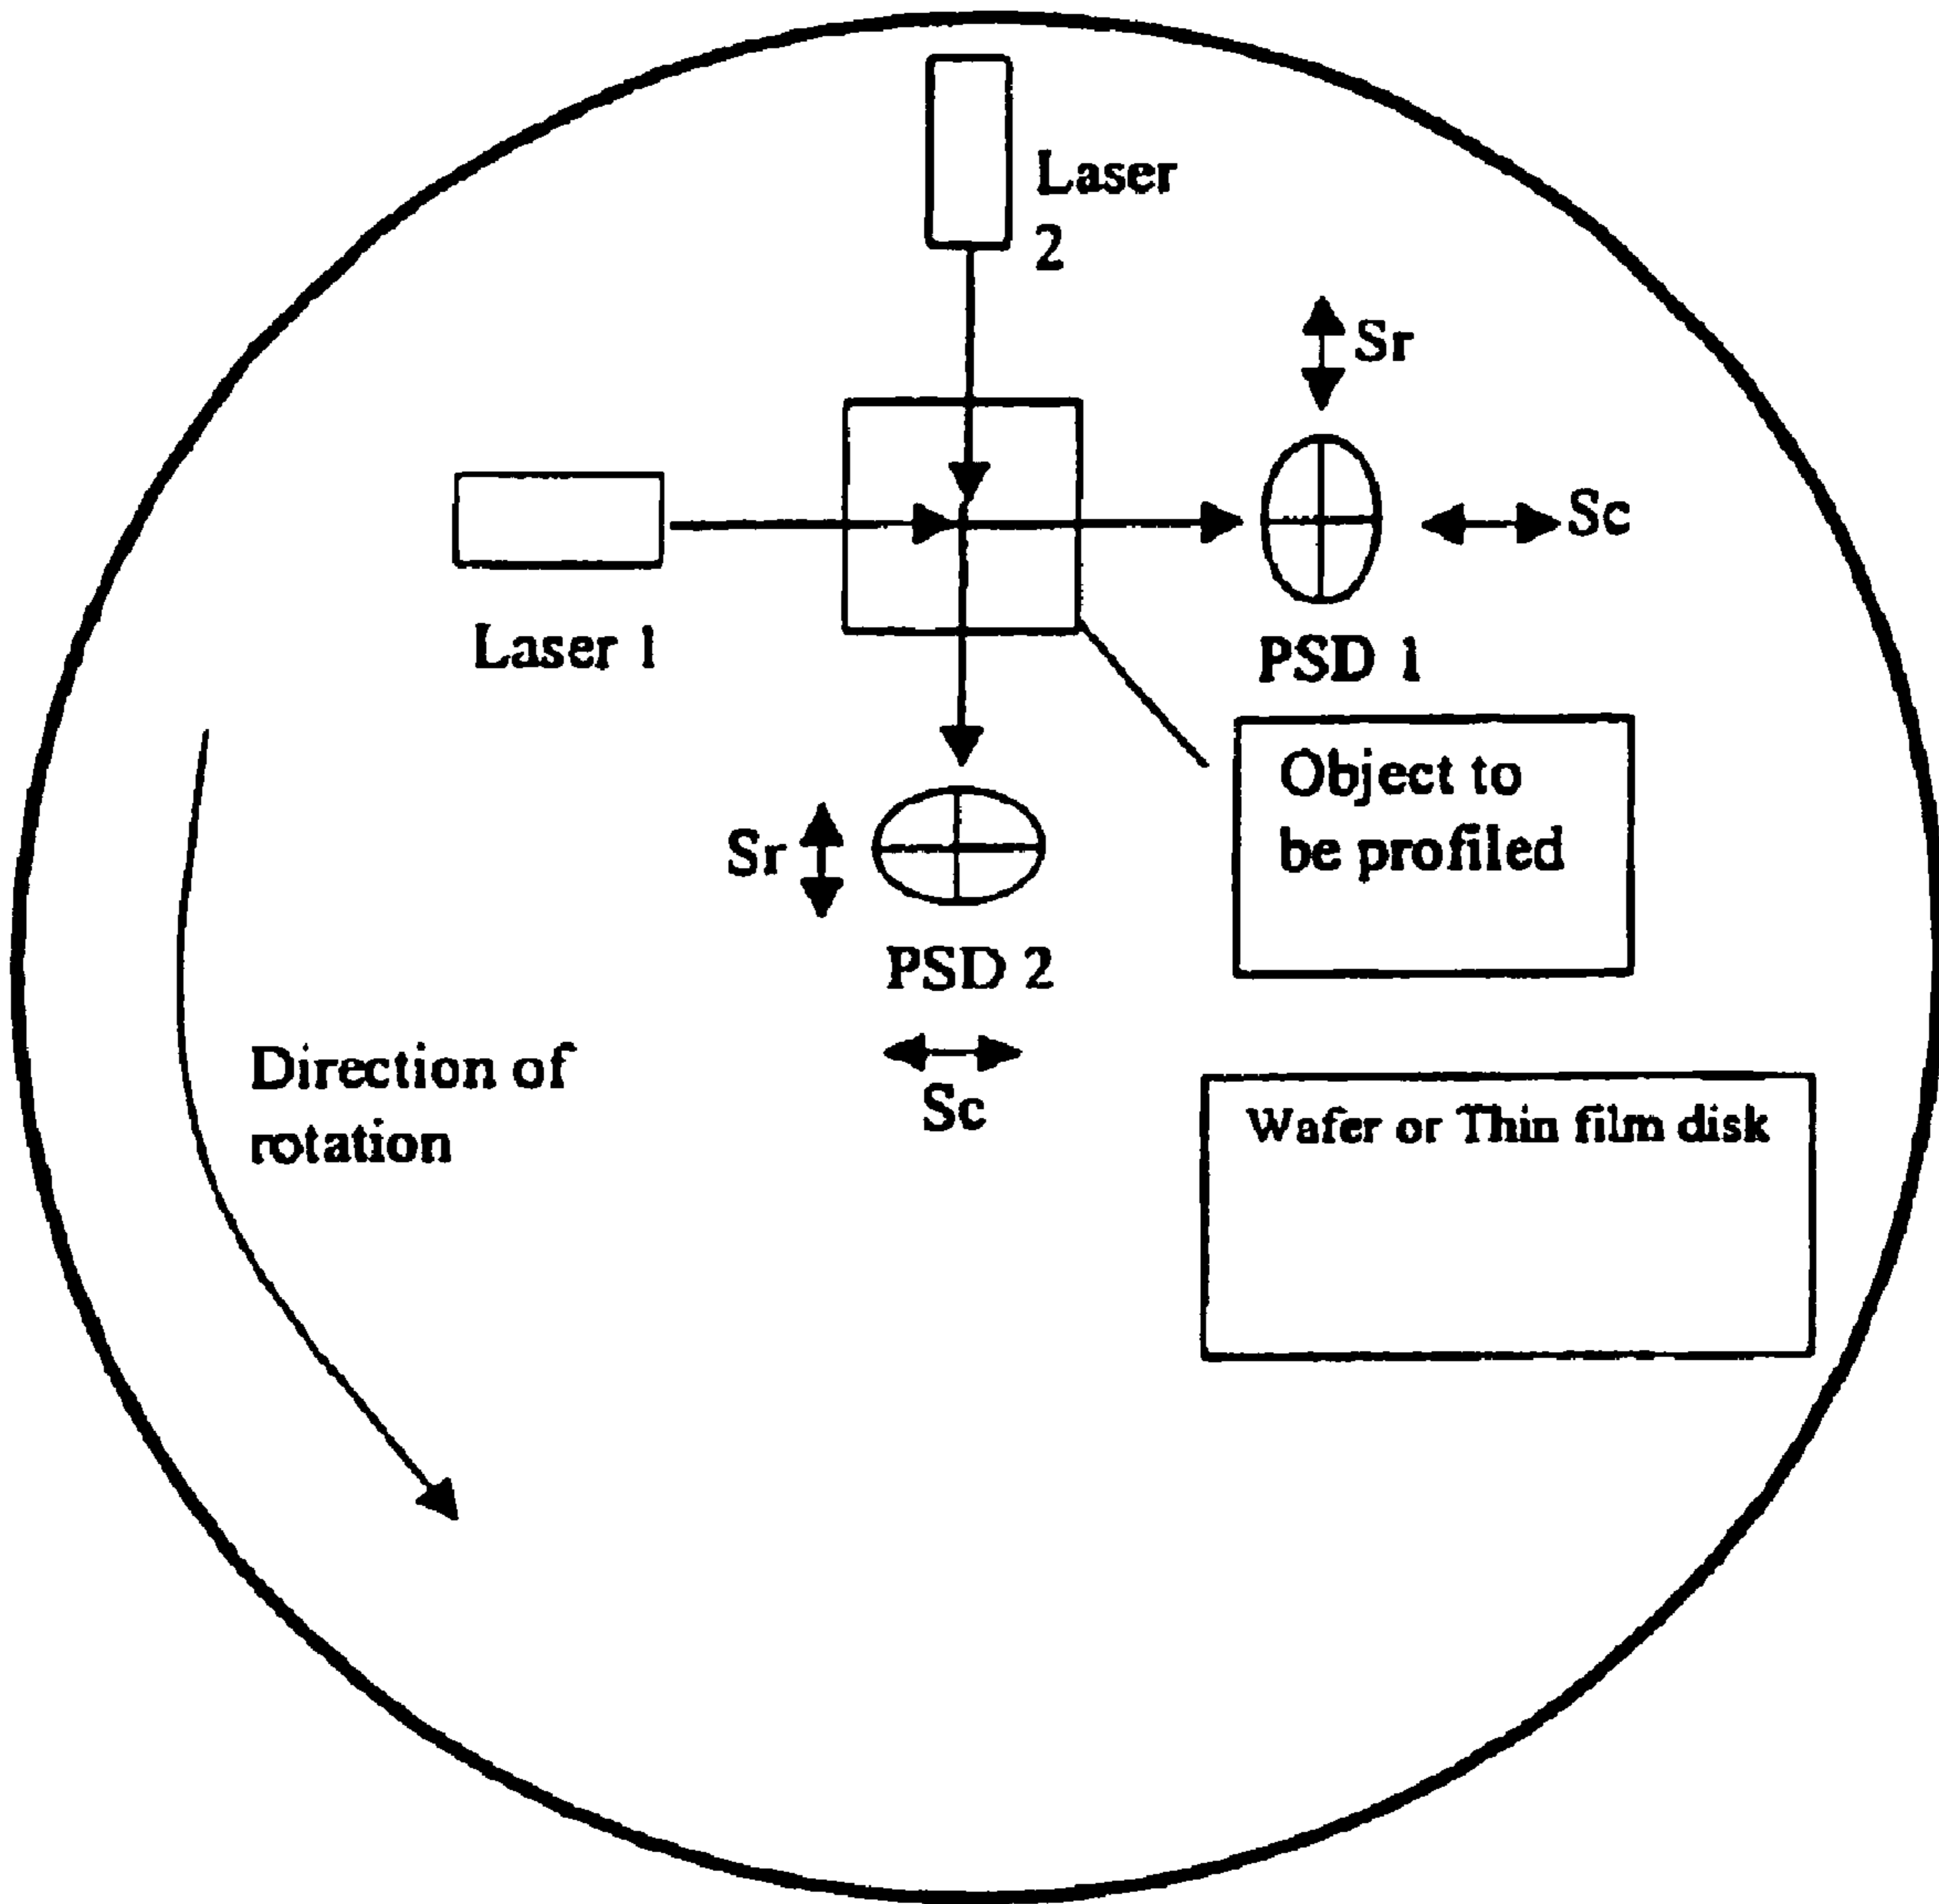 Laser
2
Sr
Sc
Laser 1
PSD 1
Object to
be profiled
Sr
PSD 2
Sc
Direction of
rotation
Wafer or Thin film disk